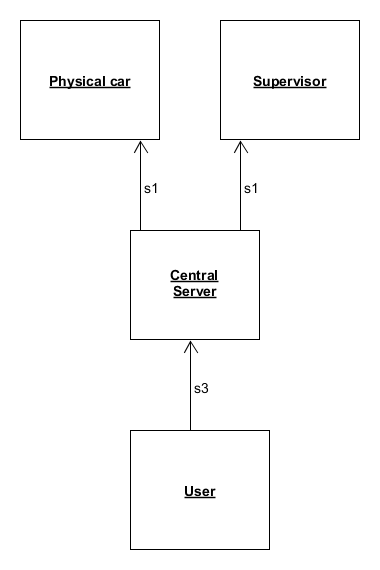 Physical car
Supervisor
s1
s1
Central
Server
s3
User